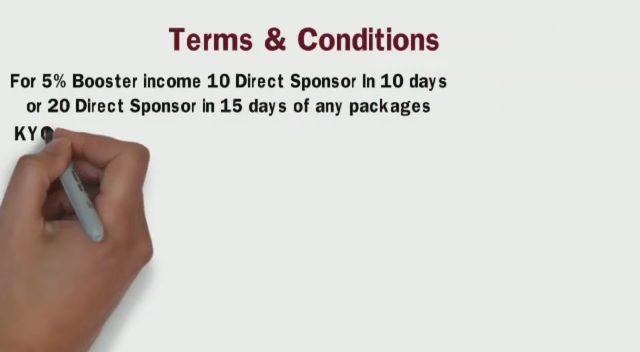 Terms & Conditions
For 5% Booster income 10 Direct Sponsor In 10 days
or 20 Direct Sponsor in 15 days of any packages
KY